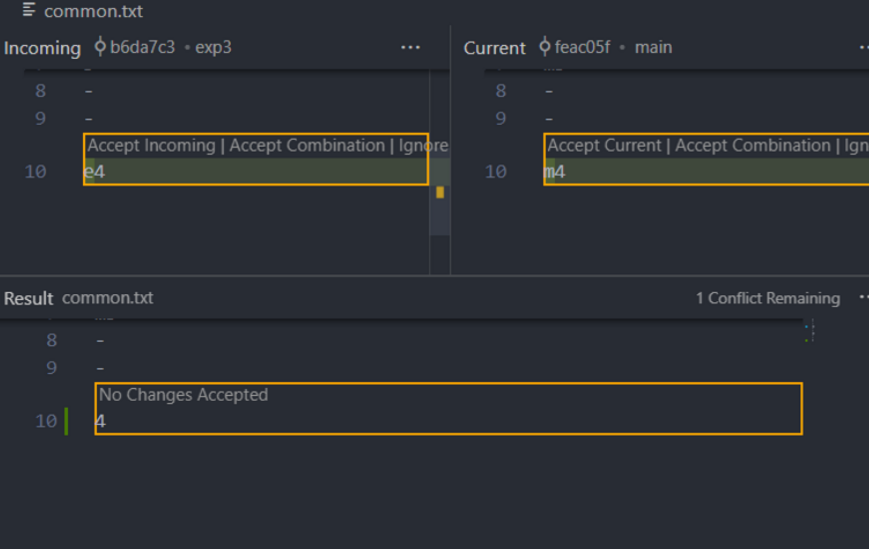 common.txt
Incoming b6da7c3 • exp3 ···
Current feac05f • main
8 -
9 -
Accept Incoming | Accept Combination | Ignore
10 e4
8 -
9 -
Accept Current | Accept Combination | Ign
10 m4
Result common.txt 1 Conflict Remaining
8 -
9 -
No Changes Accepted
10 4